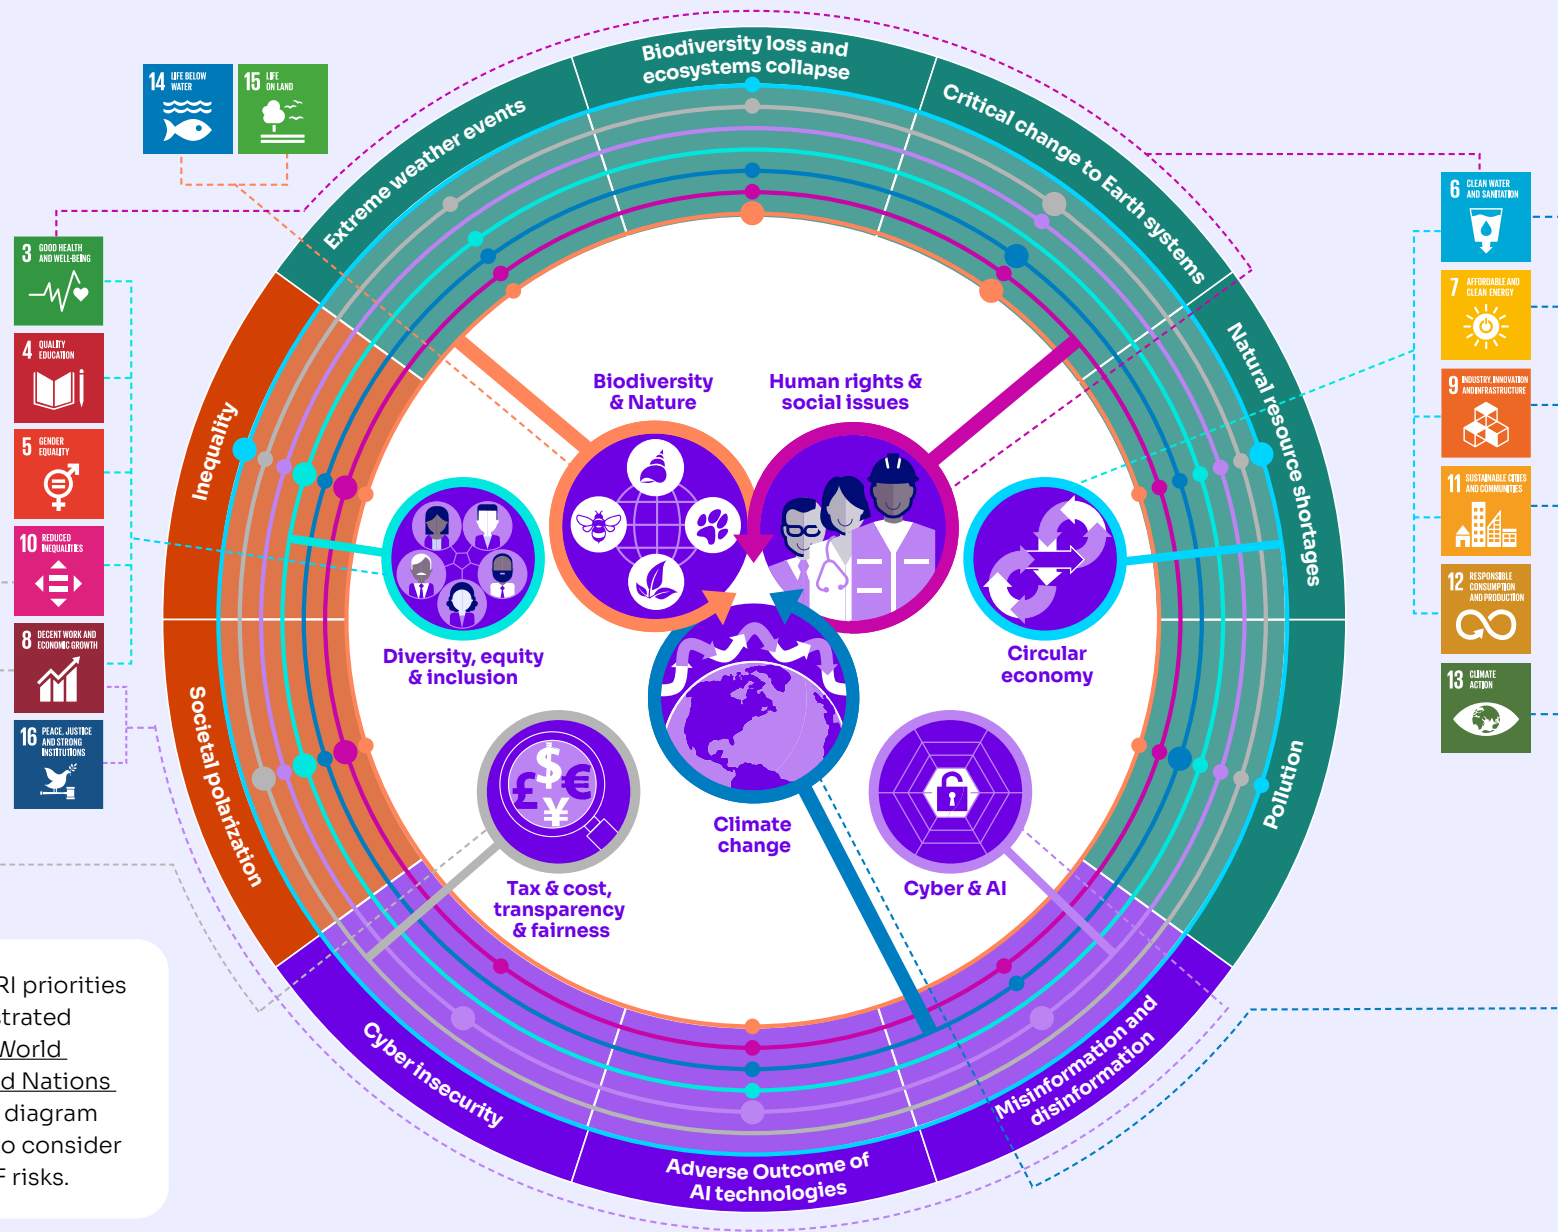 Biodiversity loss and
ecosystems collapse
Critical change to Earth systems
Natural resource shortages
Pollution
Misinformation and
disinformation
Adverse Outcome of
AI technologies
Cyber insecurity
Societal polarization
Inequality
Extreme weather events
14 LIFE BELOW
WATER
15 LIFE
ON LAND
3 GOOD HEALTH
AND WELL-BEING
4 QUALITY
EDUCATION
5 GENDER
EQUALITY
10 REDUCED
INEQUALITIES
8 DECENT WORK AND
ECONOMIC GROWTH
16 PEACE, JUSTICE
AND STRONG
INSTITUTIONS
6 CLEAN WATER
AND SANITATION
7 AFFORDABLE AND
CLEAN ENERGY
9 INDUSTRY, INNOVATION
AND INFRASTRUCTURE
11 SUSTAINABLE CITIES
AND COMMUNITIES
12 RESPONSIBLE
CONSUMPTION
AND PRODUCTION
13 CLIMATE
ACTION
Biodiversity
& Nature
Human rights &
social issues
Diversity, equity
& inclusion
Circular
economy
$
£ €
¥
Climate
change
Tax & cost,
transparency
& fairness
Cyber & AI
RI priorities
strated
World
d Nations
diagram
o consider
F risks.